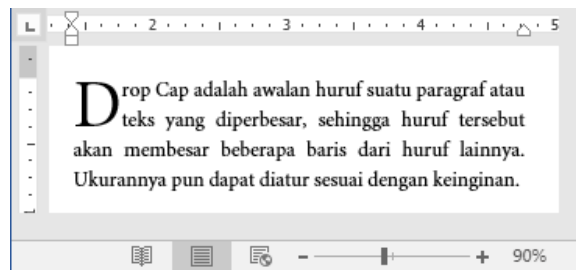 L 2 3 4 5
Drop Cap adalah awalan huruf suatu paragraf atau
teks yang diperbesar, sehingga huruf tersebut
akan membesar beberapa baris dari huruf lainnya.
Ukurannya pun dapat diatur sesuai dengan keinginan.
90%